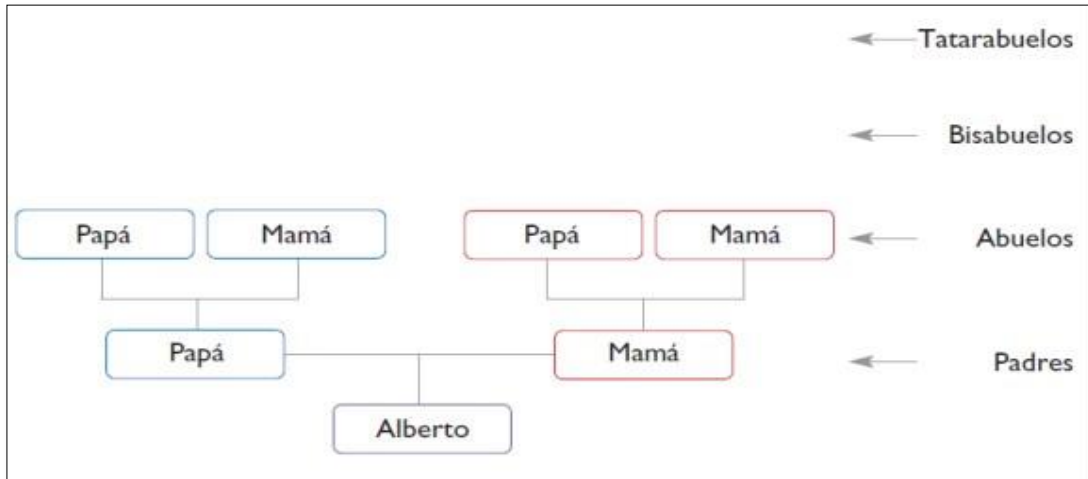 Tatarabuelos
Bisabuelos
Papá Mamá Papá Mamá Abuelos
Papá Mamá Padres
Alberto